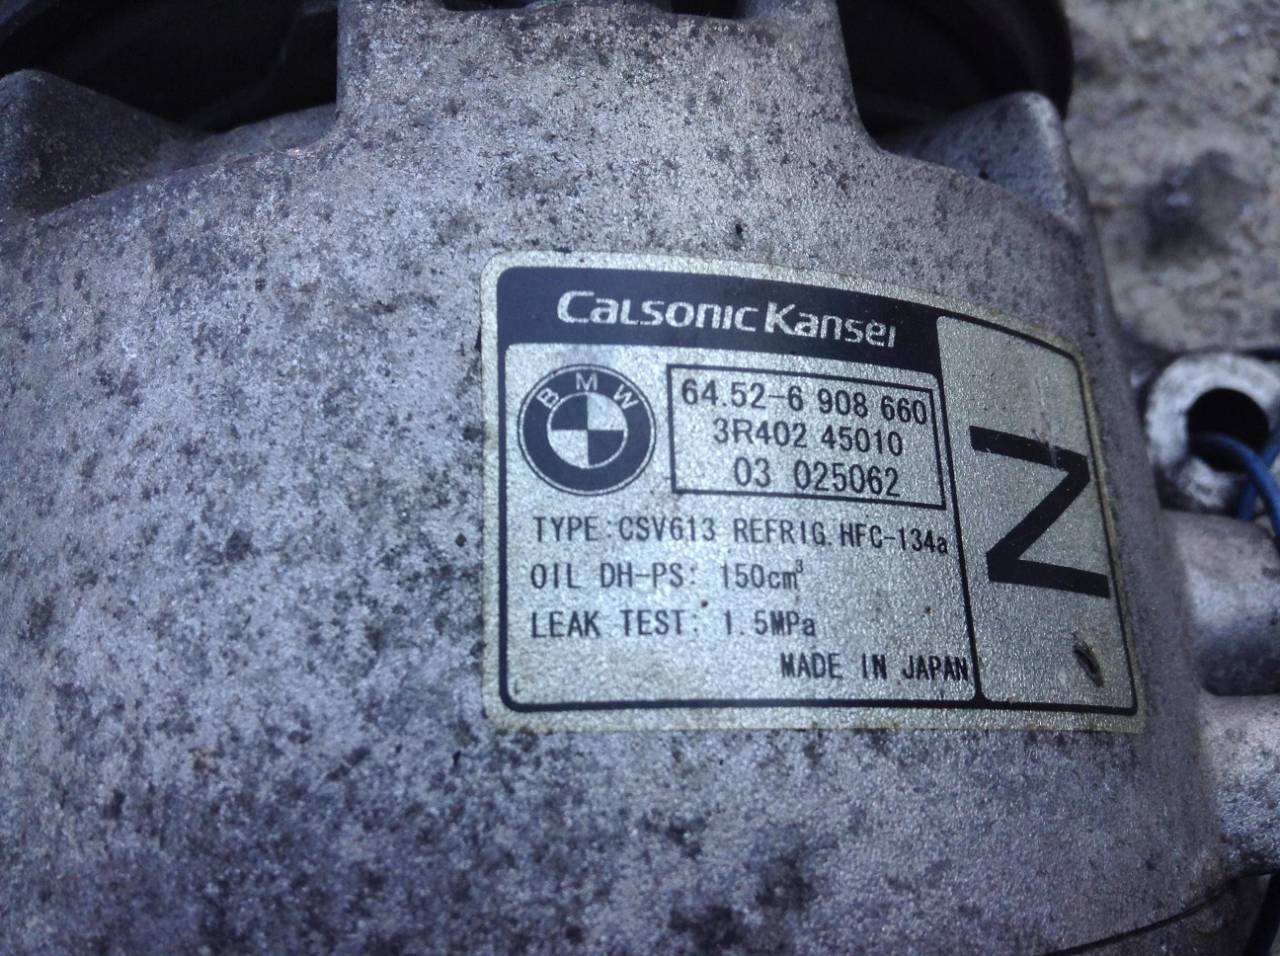 Calsonic Kansei
BMW
64.52-6 908 660
3R402 45010
03 025062
N
TYPE:CSV613 REFRIG.HFC-134a
OIL DH-PS: 150cm³
LEAK TEST: 1.5MPa
MADE IN JAPAN